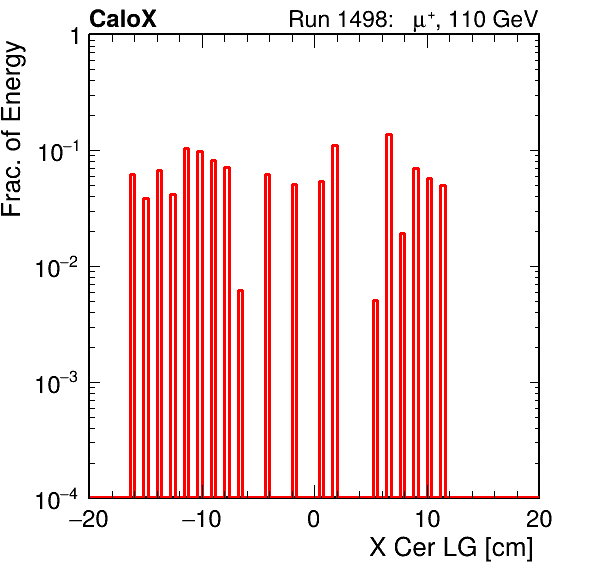 CaloX Run 1498: μ⁺, 110 GeV
Frac. of Energy
1
10⁻¹
10⁻²
10⁻³
10⁻⁴
−20 −10 0 10 20
X Cer LG [cm]